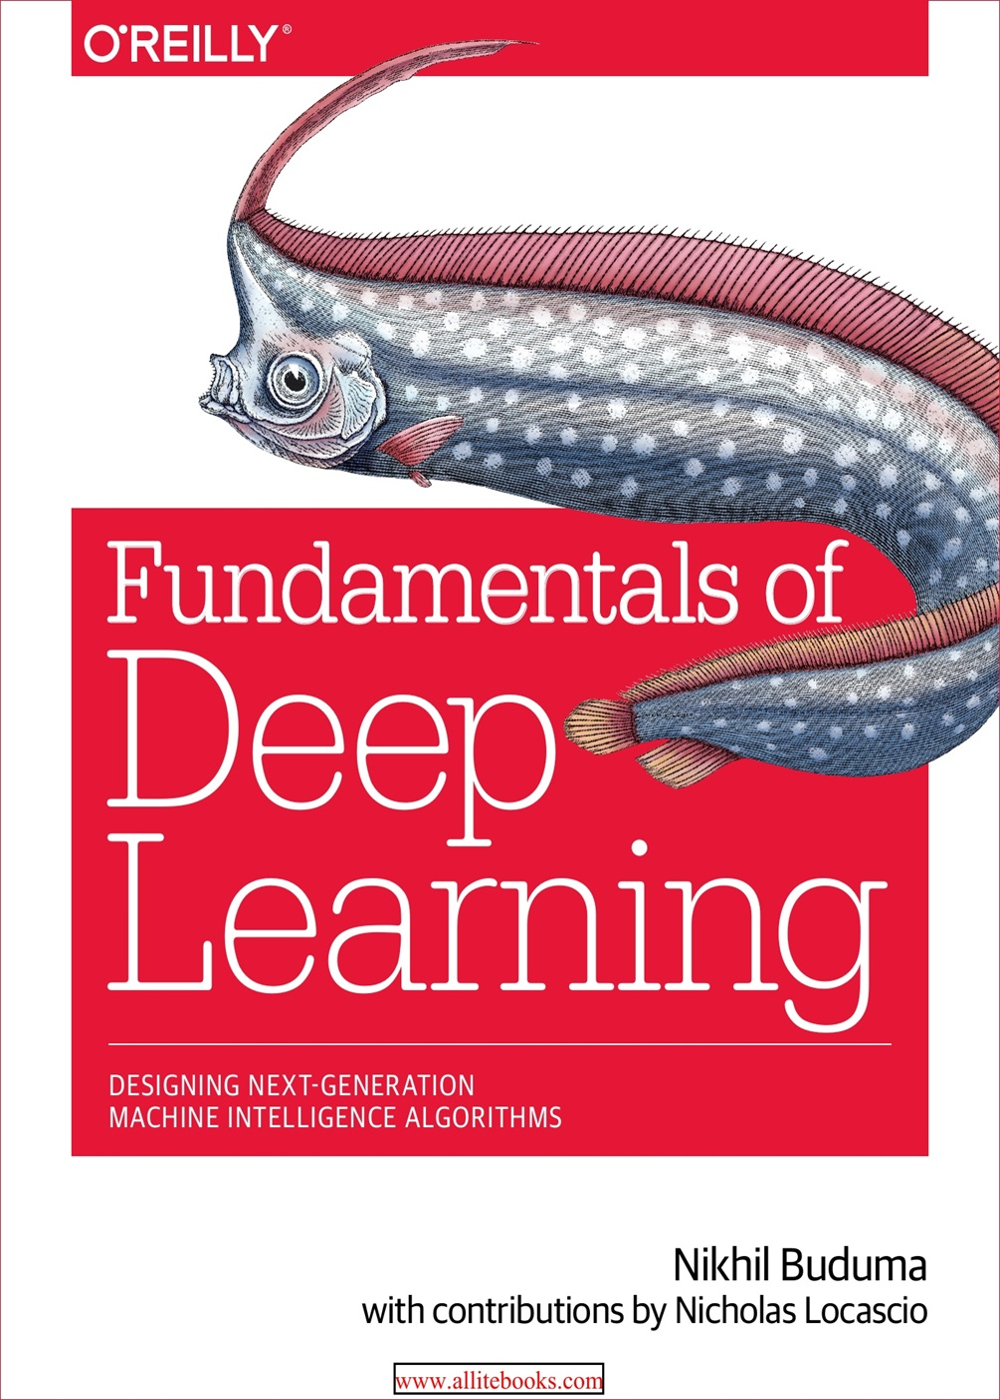 O'REILLY®
Fundamentals of
Deep
Learning
DESIGNING NEXT-GENERATION
MACHINE INTELLIGENCE ALGORITHMS
Nikhil Buduma
with contributions by Nicholas Locascio
www.allitebooks.com